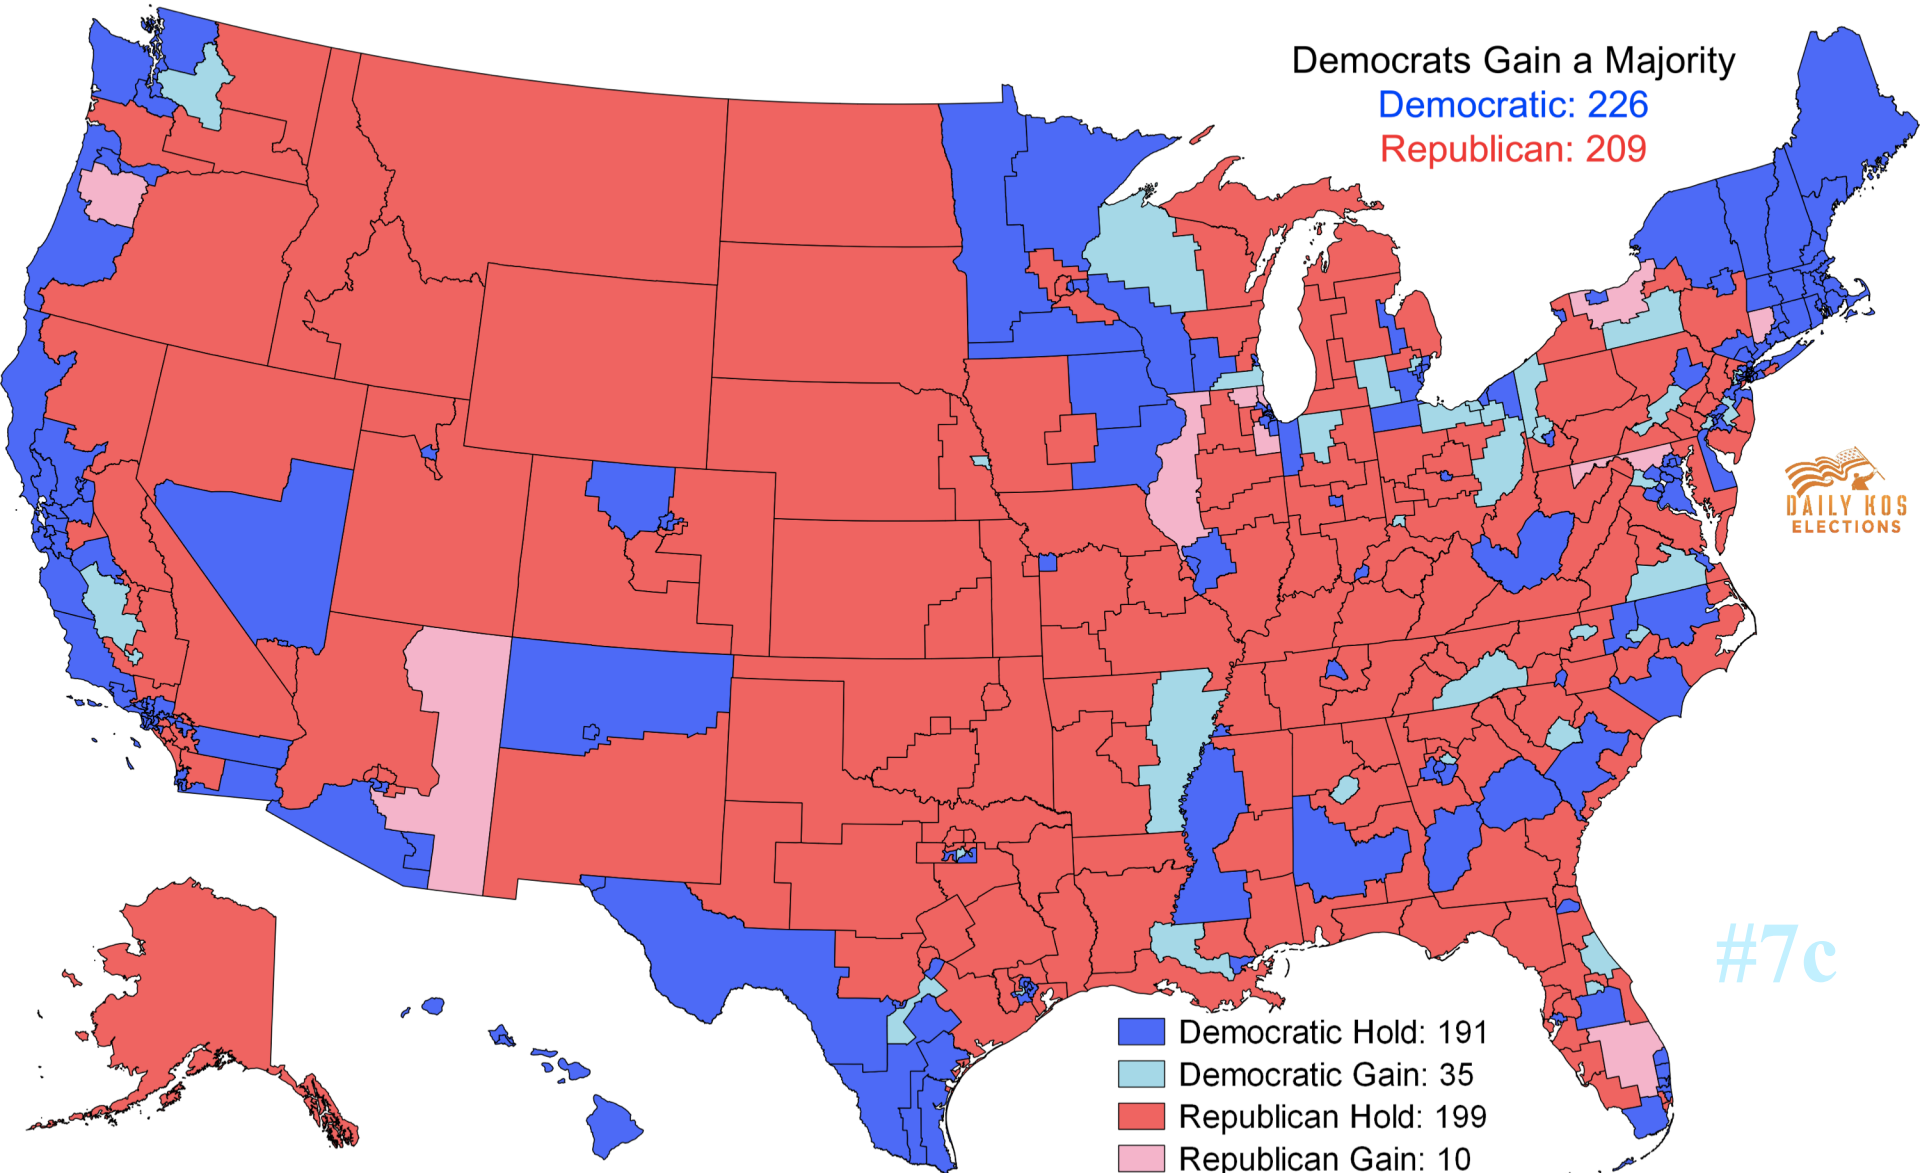 Democrats Gain a Majority
Democratic: 226
Republican: 209
DAILY KOS
ELECTIONS
#7c
Democratic Hold: 191
Democratic Gain: 35
Republican Hold: 199
Republican Gain: 10